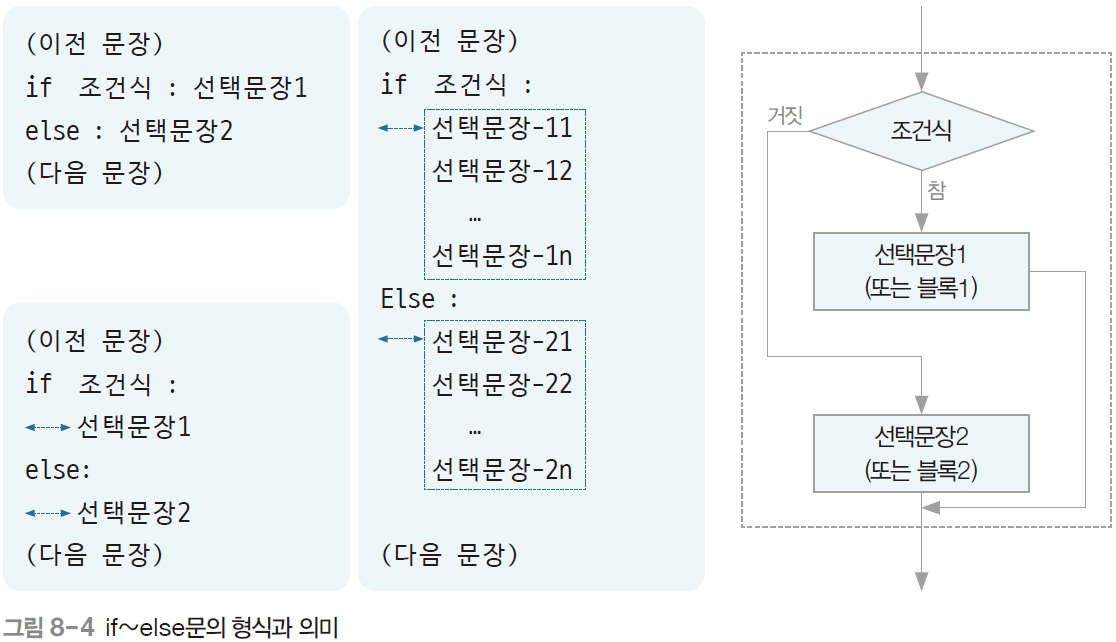 (이전 문장)
if 조건식 : 선택문장1
else : 선택문장2
(다음 문장)
(이전 문장)
if 조건식 :
선택문장1
else:
선택문장2
(다음 문장)
(이전 문장)
if 조건식 :
선택문장-11
선택문장-12
…
선택문장-1n
Else :
선택문장-21
선택문장-22
…
선택문장-2n
(다음 문장)
거짓
조건식
참
선택문장1
(또는 블록1)
선택문장2
(또는 블록2)
그림 8-4 if~else문의 형식과 의미